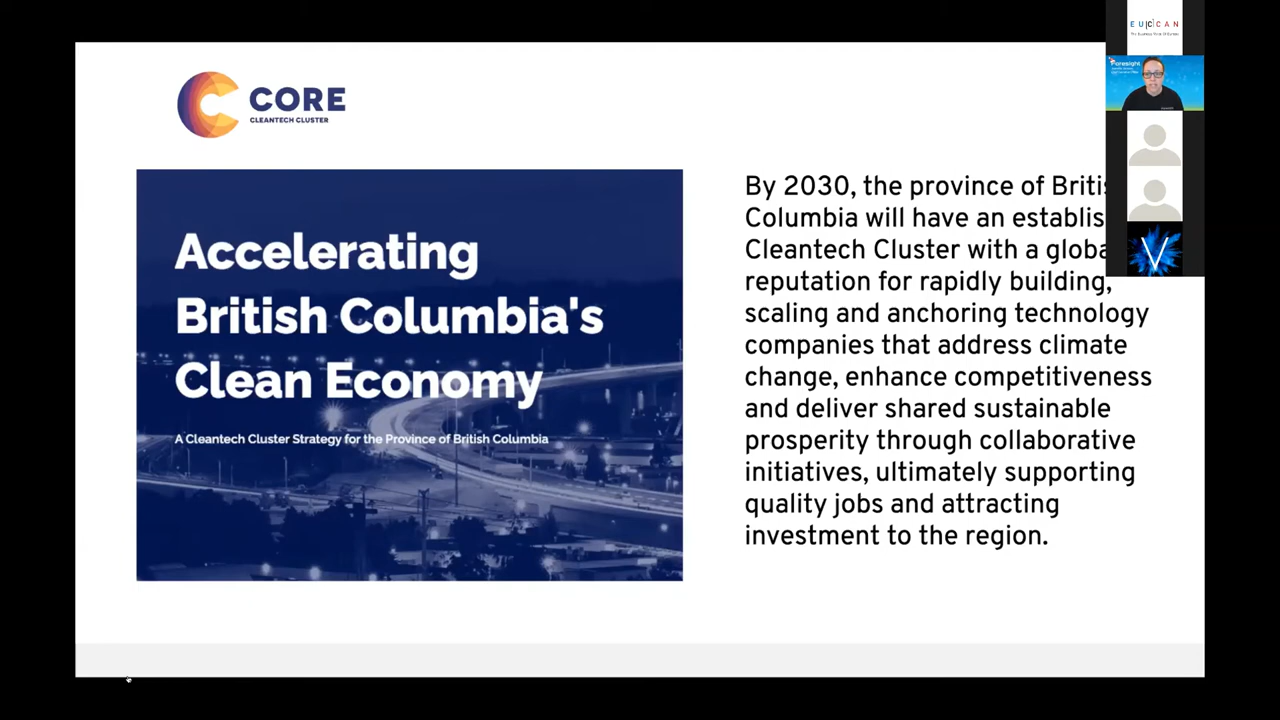 CORE
CLEANTECH CLUSTER
Accelerating
British Columbia's
Clean Economy
A Cleantech Cluster Strategy for the Province of British Columbia
By 2030, the province of
Columbia will have an
Cleantech Cluster with a
reputation for rapidly building,
scaling and anchoring technology
companies that address climate
change, enhance competitiveness
and deliver shared sustainable
prosperity through collaborative
initiatives, ultimately supporting
quality jobs and attracting
investment to the region.
EU|C|CAN
foresight
V